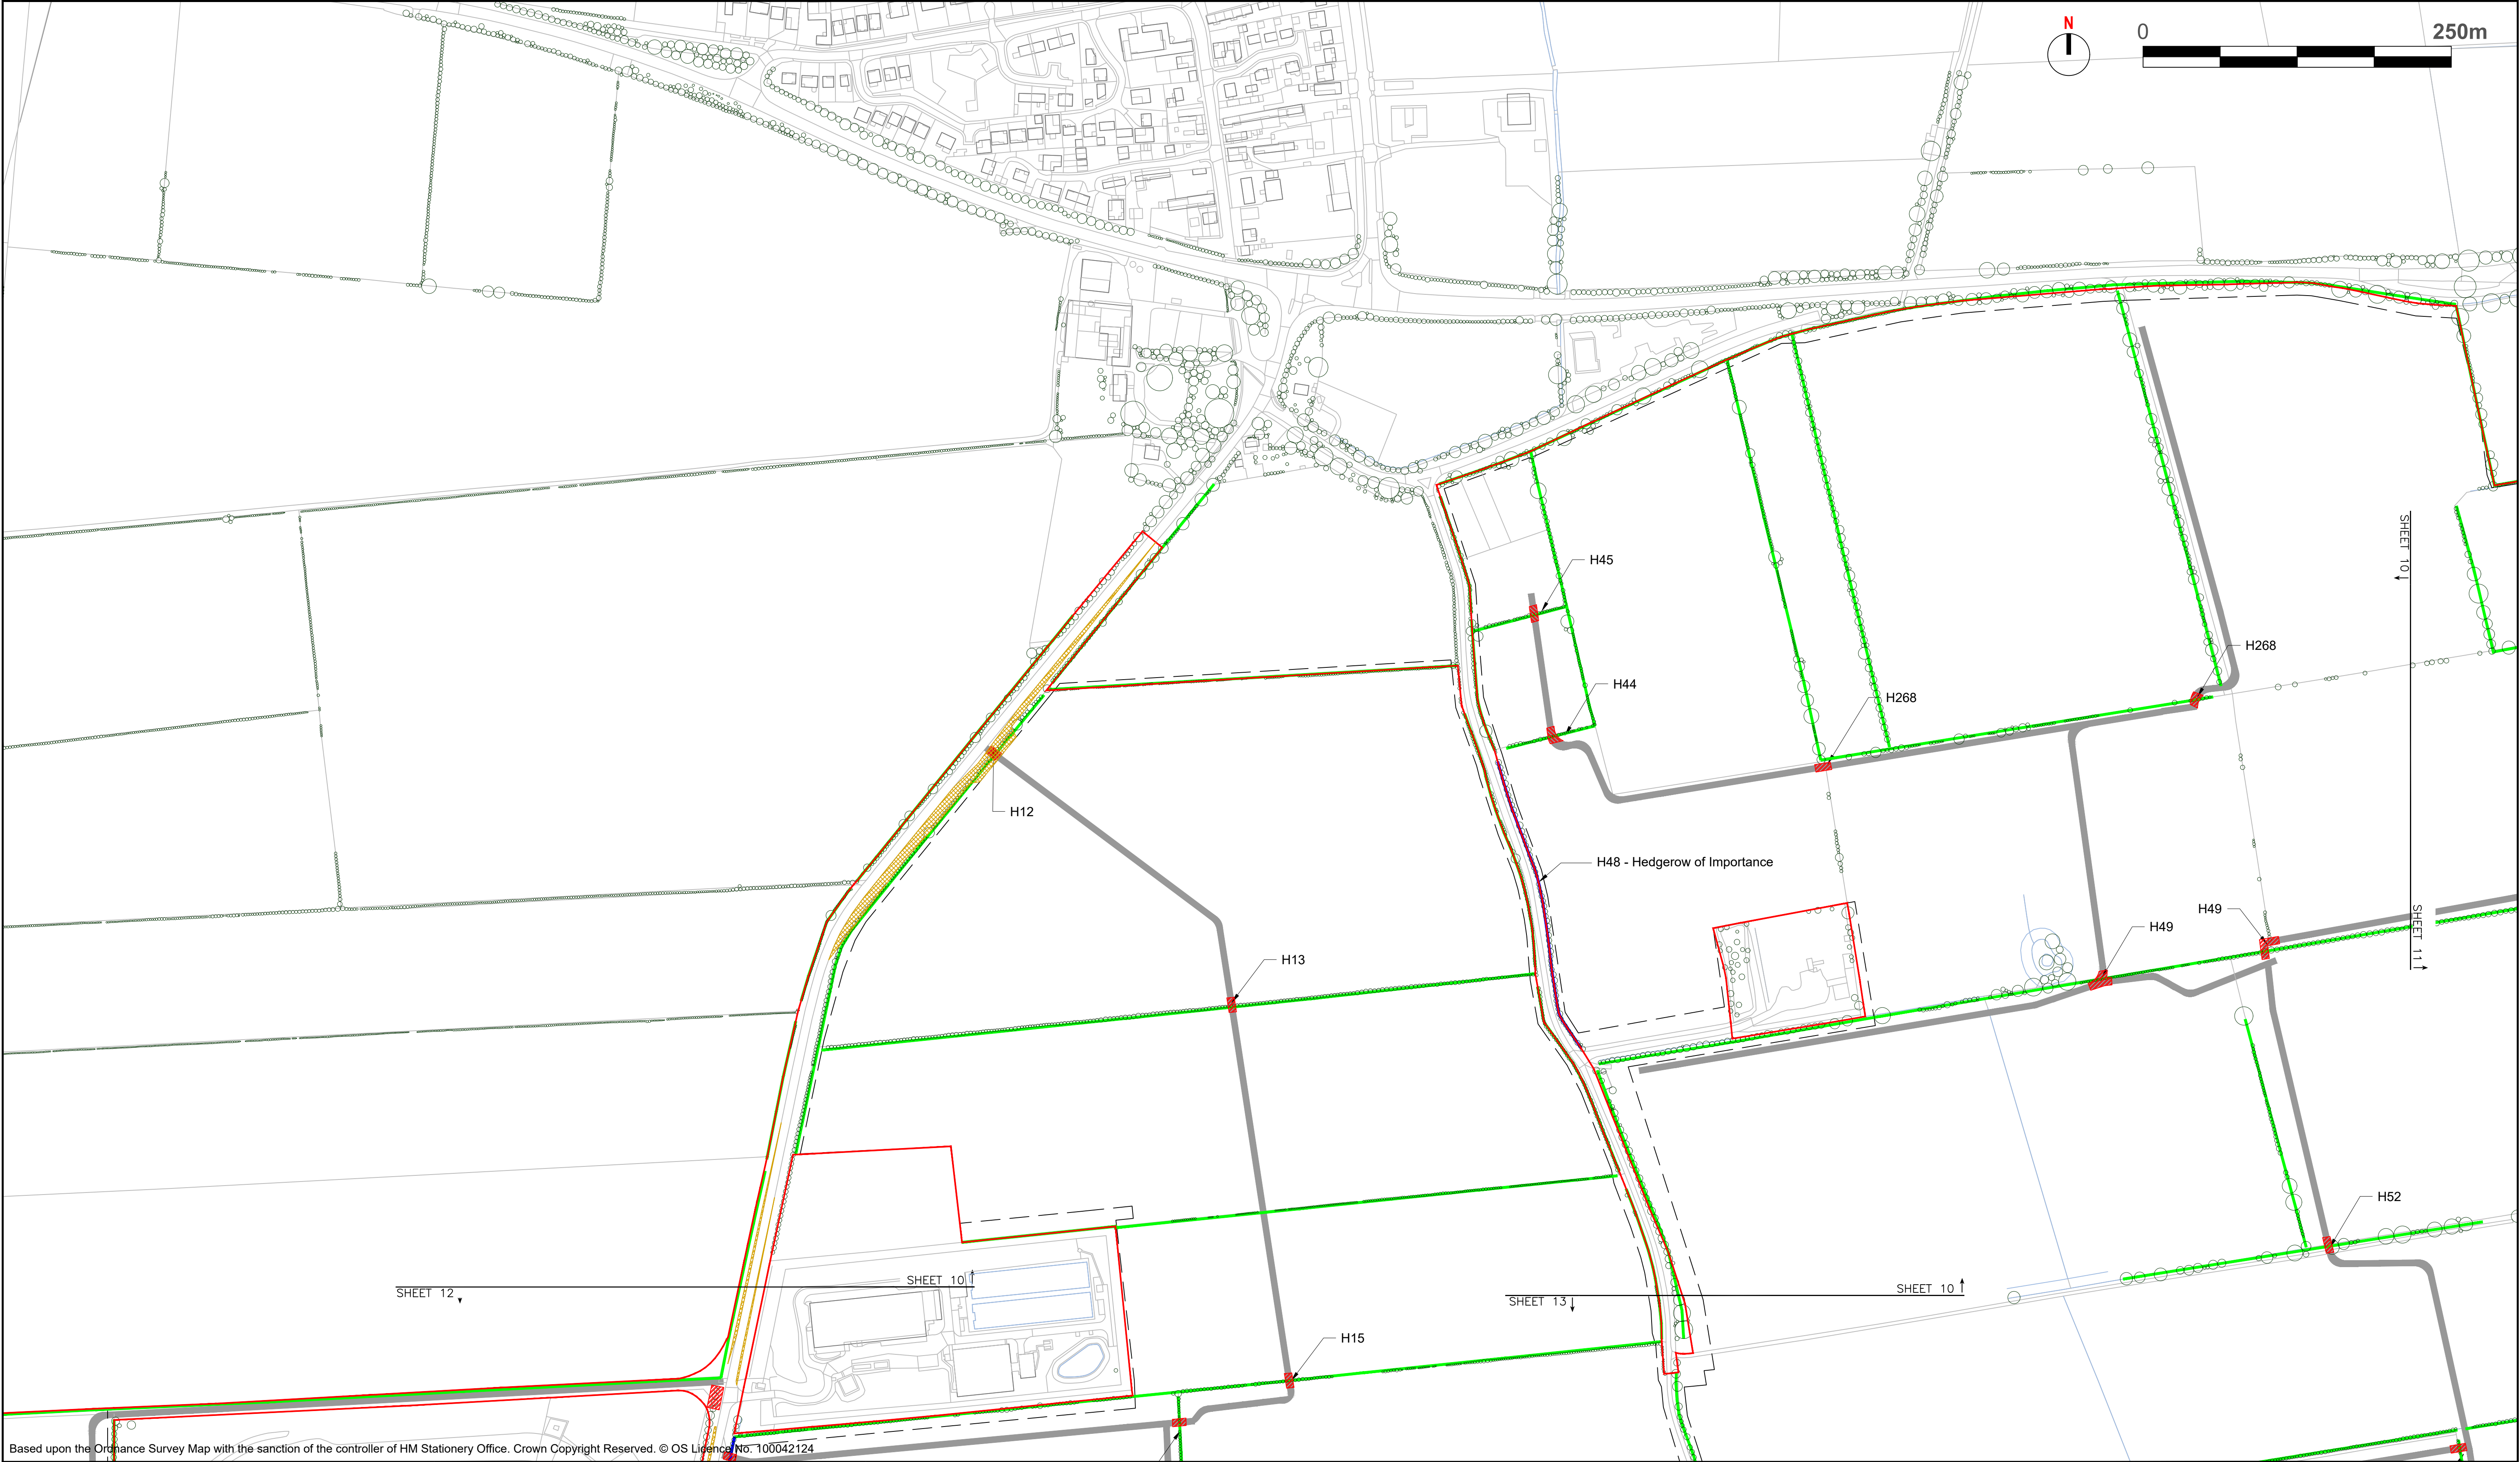 N
0
250m
SHEET 10
H45
H268
H44
H268
H12
H48 - Hedgerow of Importance
H49
H49
SHEET 11
H13
H52
SHEET 10
SHEET 12
SHEET 10
SHEET 13
H15
Based upon the Ordnance Survey Map with the sanction of the controller of HM Stationery Office. Crown Copyright Reserved. © OS Licence No. 100042124